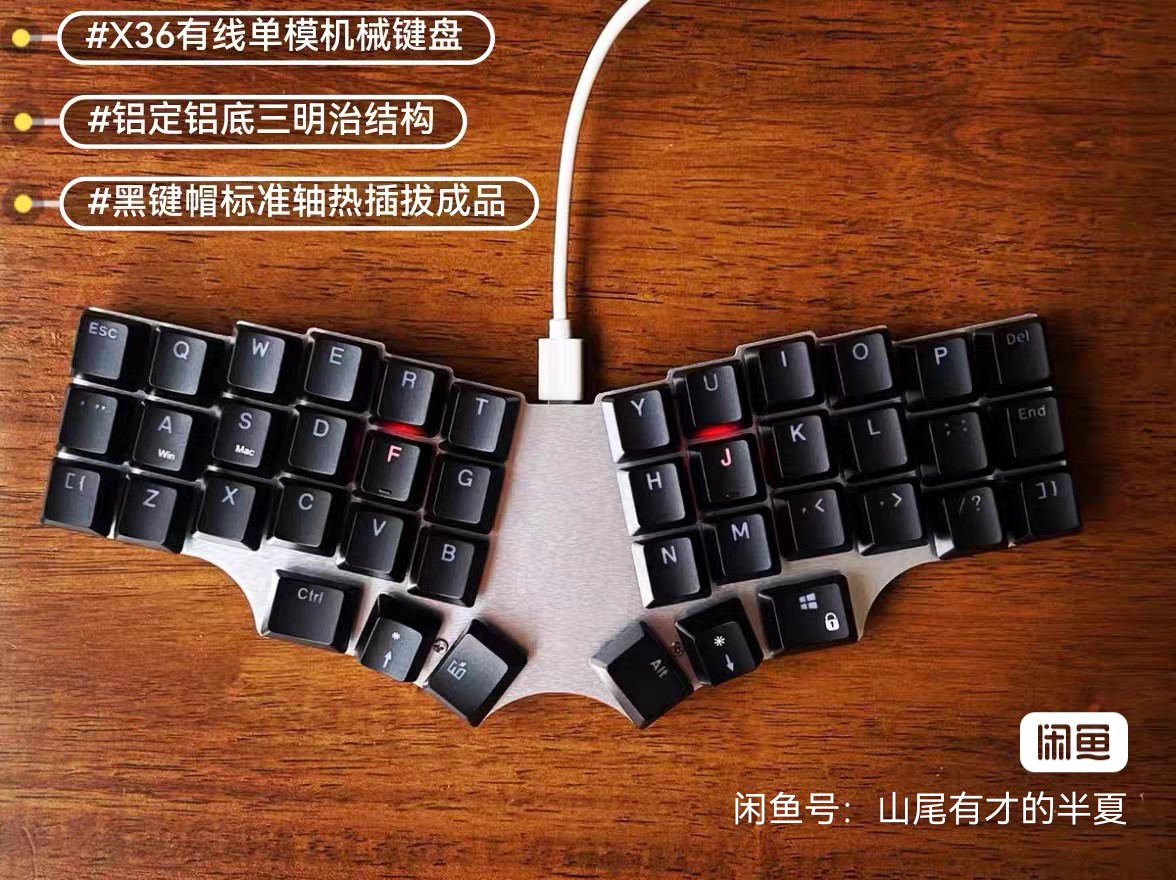 #X36有线单模机械键盘
#铝定铝底三明治结构
#黑键帽标准轴热插拔成品
Esc Q W E R T Y U I O P Del
' " A Win S Mac D F G H J K L ; : End
[ { Z X C V B N M , < . > / ? ] }
Ctrl * ↑ * ↓ Alt
闲鱼
闲鱼号：山尾有才的半夏